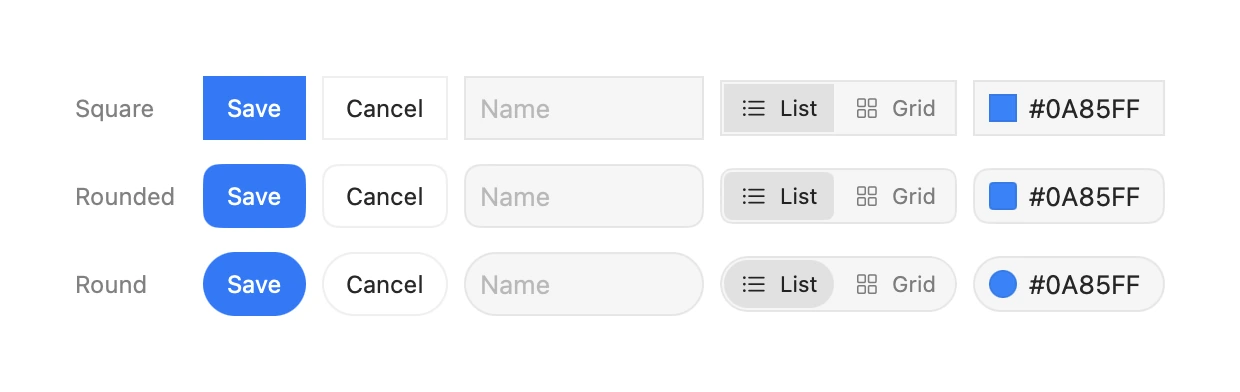 Square Save Cancel Name List Grid #0A85FF
Rounded Save Cancel Name List Grid #0A85FF
Round Save Cancel Name List Grid #0A85FF